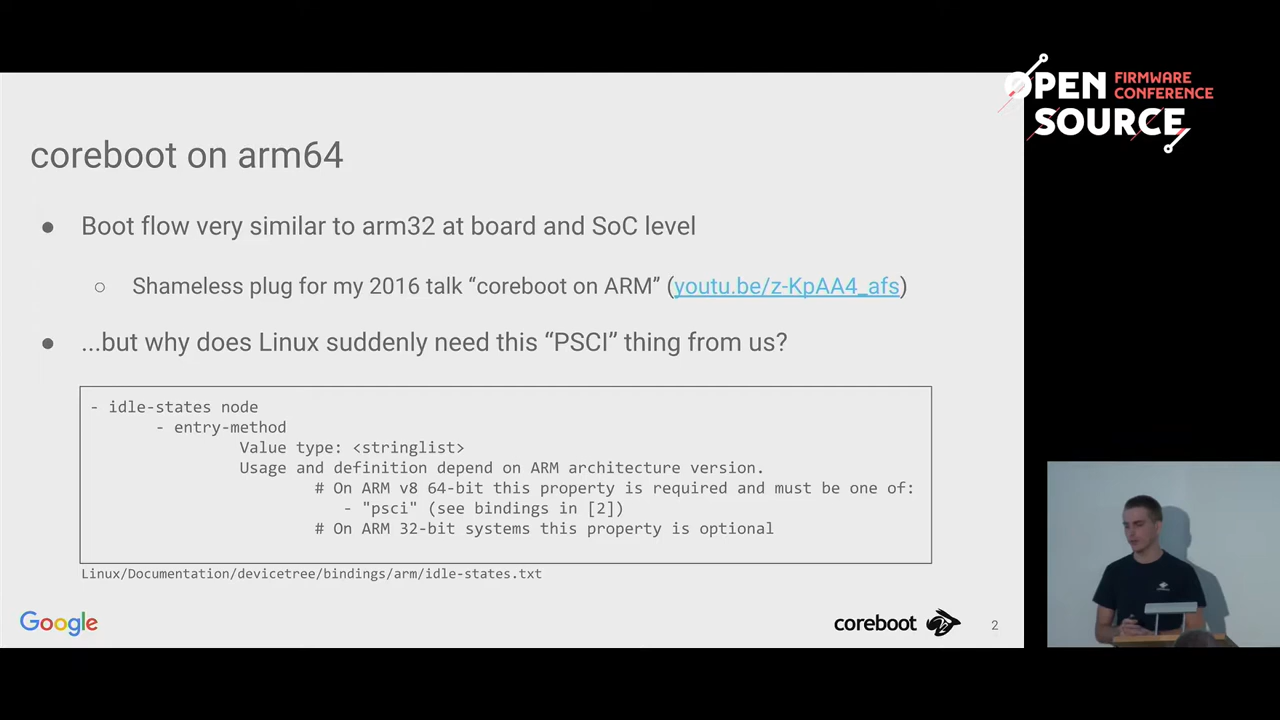 OPEN FIRMWARE CONFERENCE
SOURCE
coreboot on arm64
● Boot flow very similar to arm32 at board and SoC level
○ Shameless plug for my 2016 talk “coreboot on ARM” (youtu.be/z-KpAA4_afs)
● ...but why does Linux suddenly need this “PSCI” thing from us?
- idle-states node
- entry-method
Value type: <stringlist>
Usage and definition depend on ARM architecture version.
# On ARM v8 64-bit this property is required and must be one of:
- "psci" (see bindings in [2])
# On ARM 32-bit systems this property is optional
Linux/Documentation/devicetree/bindings/arm/idle-states.txt
Google
coreboot
2